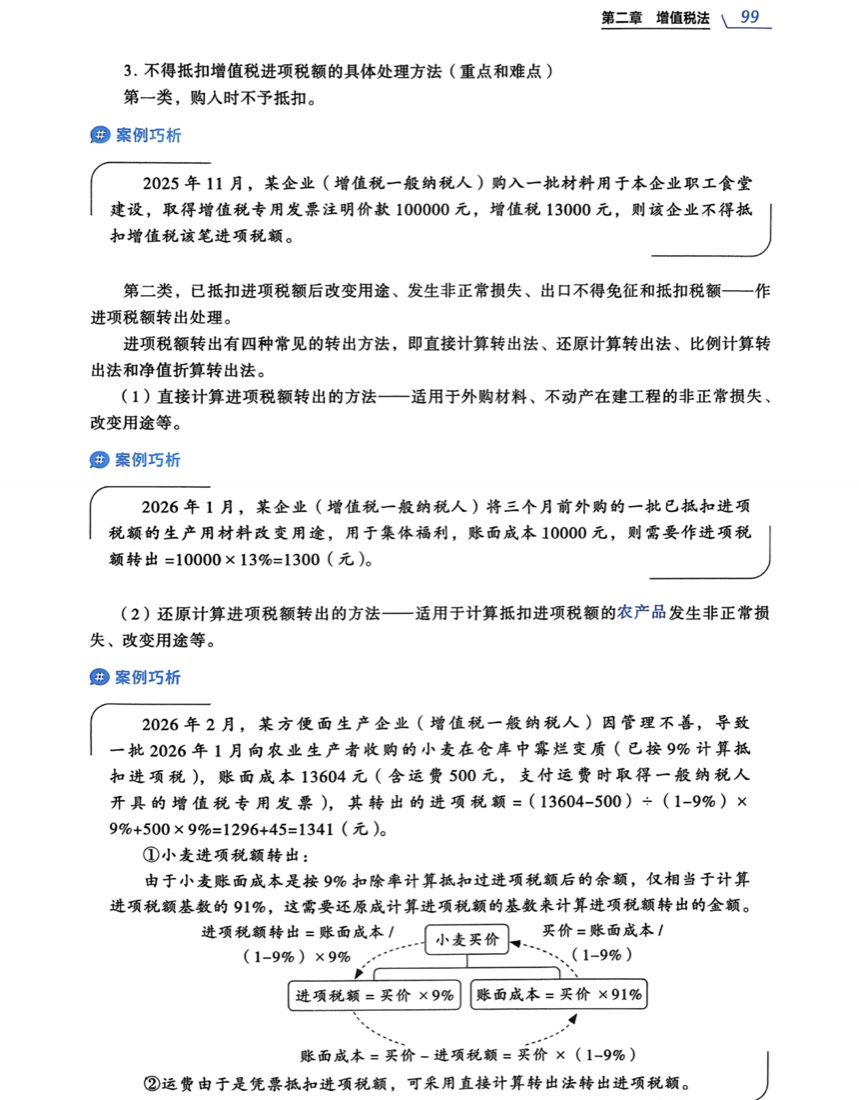 第二章 增值税法 99
3. 不得抵扣增值税进项税额的具体处理方法（重点和难点）
第一类，购入时不予抵扣。
# 案例巧析
2025 年 11 月，某企业（增值税一般纳税人）购入一批材料用于本企业职工食堂
建设，取得增值税专用发票注明价款 100000 元，增值税 13000 元，则该企业不得抵
扣增值税该笔进项税额。
第二类，已抵扣进项税额后改变用途、发生非正常损失、出口不得免征和抵扣税额——作
进项税额转出处理。
进项税额转出有四种常见的转出方法，即直接计算转出法、还原计算转出法、比例计算转
出法和净值折算转出法。
（1）直接计算进项税额转出的方法——适用于外购材料、不动产在建工程的非正常损失、
改变用途等。
# 案例巧析
2026 年 1 月，某企业（增值税一般纳税人）将三个月前外购的一批已抵扣进项
税额的生产用材料改变用途，用于集体福利，账面成本 10000 元，则需要作进项税
额转出 =10000 × 13%=1300（元）。
（2）还原计算进项税额转出的方法——适用于计算抵扣进项税额的农产品发生非正常损
失、改变用途等。
# 案例巧析
2026 年 2 月，某方便面生产企业（增值税一般纳税人）因管理不善，导致
一批 2026 年 1 月向农业生产者收购的小麦在仓库中霉烂变质（已按 9% 计算抵
扣进项税），账面成本 13604 元（含运费 500 元，支付运费时取得一般纳税人
开具的增值税专用发票），其转出的进项税额 =（13604-500）÷（1-9%）×
9%+500 × 9%=1296+45=1341（元）。
①小麦进项税额转出：
由于小麦账面成本是按 9% 扣除率计算抵扣过进项税额后的余额，仅相当于计算
进项税额基数的 91%，这需要还原成计算进项税额的基数来计算进项税额转出的金额。
进项税额转出 = 账面成本 /
（1-9%）×9%
小麦买价
买价 = 账面成本 /
（1-9%）
进项税额 = 买价 ×9%
账面成本 = 买价 ×91%
账面成本 = 买价 - 进项税额 = 买价 ×（1-9%）
②运费由于是凭票抵扣进项税额，可采用直接计算转出法转出进项税额。